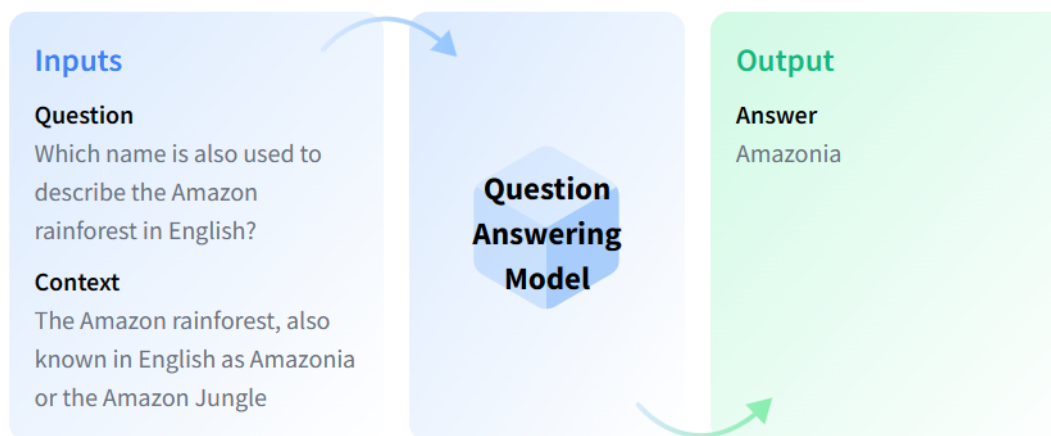 Inputs
Question
Which name is also used to
describe the Amazon
rainforest in English?
Context
The Amazon rainforest, also
known in English as Amazonia
or the Amazon Jungle
Question
Answering
Model
Output
Answer
Amazonia